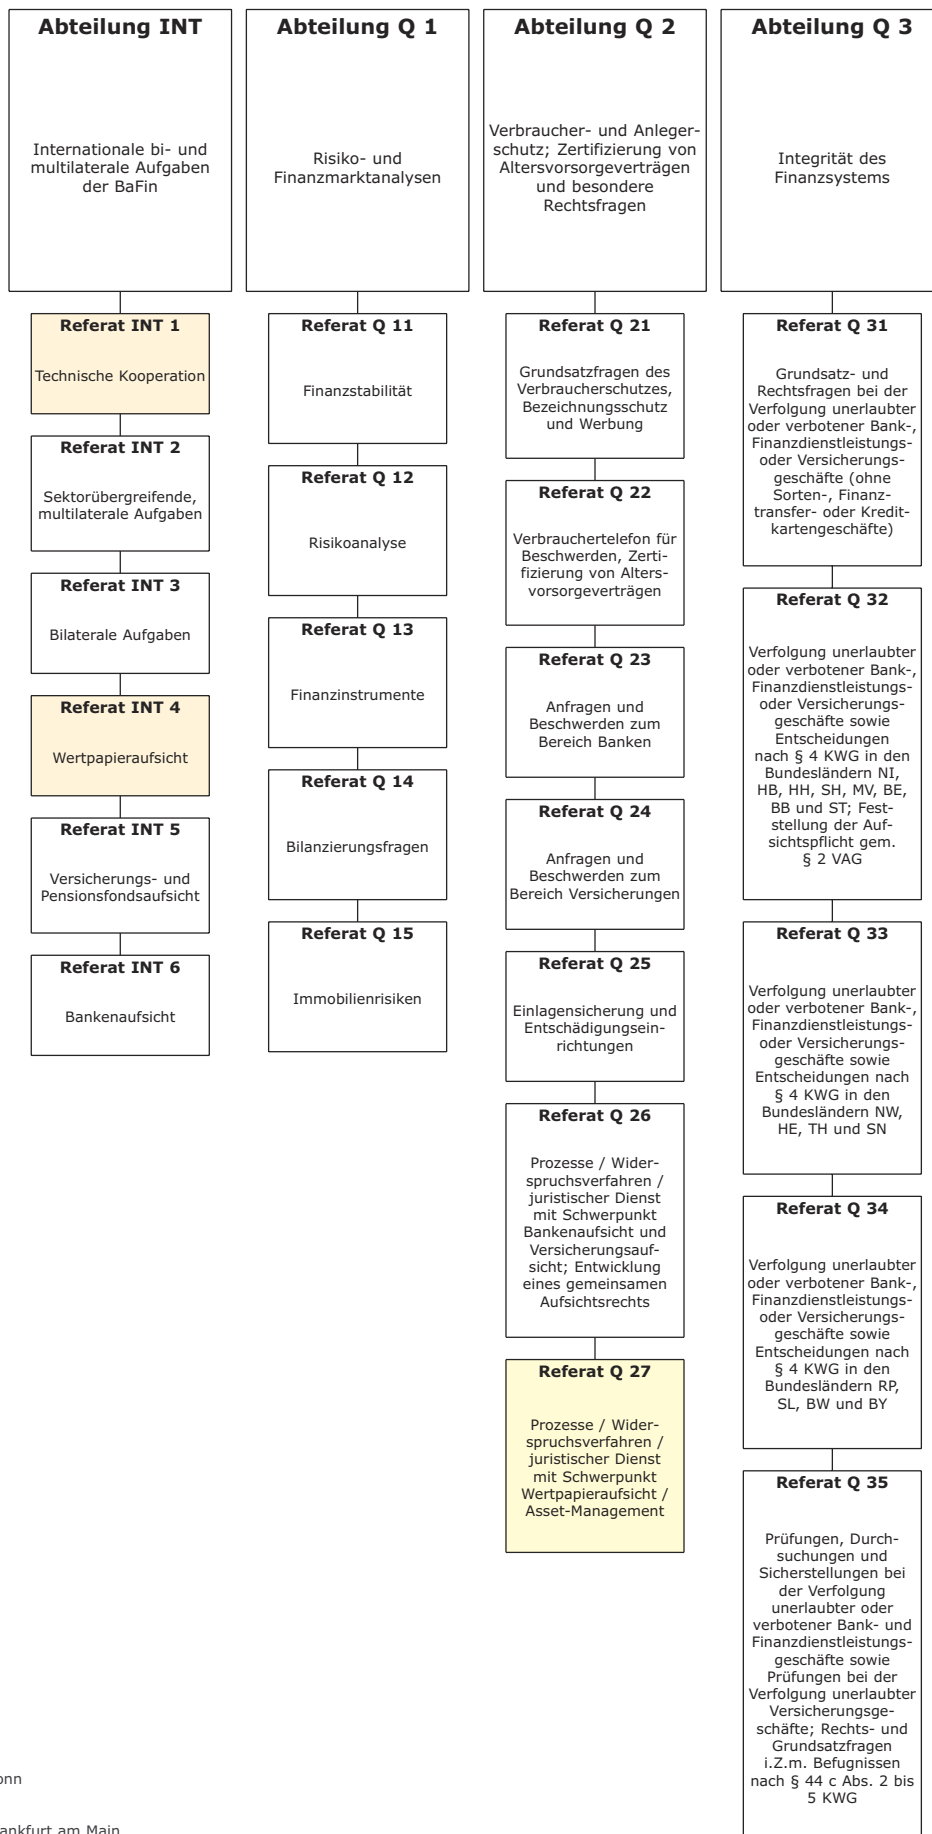 Abteilung INT
Internationale bi- und
multilaterale Aufgaben
der BaFin
Referat INT 1
Technische Kooperation
Referat INT 2
Sektorübergreifende,
multilaterale Aufgaben
Referat INT 3
Bilaterale Aufgaben
Referat INT 4
Wertpapieraufsicht
Referat INT 5
Versicherungs- und
Pensionsfondsaufsicht
Referat INT 6
Bankenaufsicht
Abteilung Q 1
Risiko- und
Finanzmarktanalysen
Referat Q 11
Finanzstabilität
Referat Q 12
Risikoanalyse
Referat Q 13
Finanzinstrumente
Referat Q 14
Bilanzierungsfragen
Referat Q 15
Immobilienrisiken
Abteilung Q 2
Verbraucher- und Anleger-
schutz; Zertifizierung von
Altersvorsorgeverträgen
und besondere
Rechtsfragen
Referat Q 21
Grundsatzfragen des
Verbraucherschutzes,
Bezeichnungsschutz
und Werbung
Referat Q 22
Verbrauchertelefon für
Beschwerden, Zerti-
fizierung von Alters-
vorsorgeverträgen
Referat Q 23
Anfragen und
Beschwerden zum
Bereich Banken
Referat Q 24
Anfragen und
Beschwerden zum
Bereich Versicherungen
Referat Q 25
Einlagensicherung und
Entschädigungsein-
richtungen
Referat Q 26
Prozesse / Wider-
spruchsverfahren /
juristischer Dienst
mit Schwerpunkt
Bankenaufsicht und
Versicherungsauf-
sicht; Entwicklung
eines gemeinsamen
Aufsichtsrechts
Referat Q 27
Prozesse / Wider-
spruchsverfahren /
juristischer Dienst
mit Schwerpunkt
Wertpapieraufsicht /
Asset-Management
Abteilung Q 3
Integrität des
Finanzsystems
Referat Q 31
Grundsatz- und
Rechtsfragen bei der
Verfolgung unerlaubter
oder verbotener Bank-,
Finanzdienstleistungs-
oder Versicherungs-
geschäfte (ohne
Sorten-, Finanz-
transfer- oder Kredit-
kartengeschäfte)
Referat Q 32
Verfolgung unerlaubter
oder verbotener Bank-,
Finanzdienstleistungs-
oder Versicherungs-
geschäfte sowie
Entscheidungen
nach § 4 KWG in den
Bundesländern NI,
HB, HH, SH, MV, BE,
BB und ST; Fest-
stellung der Auf-
sichtspflicht gem.
§ 2 VAG
Referat Q 33
Verfolgung unerlaubter
oder verbotener Bank-,
Finanzdienstleistungs-
oder Versicherungs-
geschäfte sowie
Entscheidungen nach
§ 4 KWG in den
Bundesländern NW,
HE, TH und SN
Referat Q 34
Verfolgung unerlaubter
oder verbotener Bank-,
Finanzdienstleistungs-
oder Versicherungs-
geschäfte sowie
Entscheidungen nach
§ 4 KWG in den
Bundesländern RP,
SL, BW und BY
Referat Q 35
Prüfungen, Durch-
suchungen und
Sicherstellungen bei
der Verfolgung
unerlaubter oder
verbotener Bank- und
Finanzdienstleistungs-
geschäfte sowie
Prüfungen bei der
Verfolgung unerlaubter
Versicherungsge-
schäfte; Rechts- und
Grundsatzfragen
i.Z.m. Befugnissen
nach § 44 c Abs. 2 bis
5 KWG
onn
ankfurt am Main